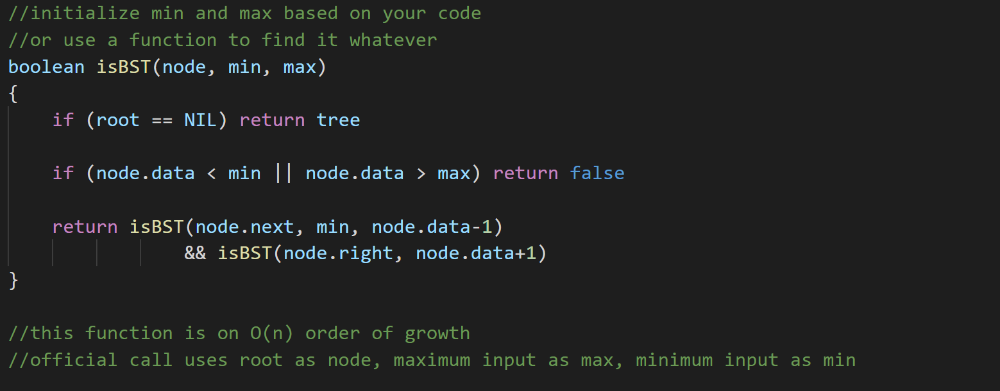 //initialize min and max based on your code
//or use a function to find it whatever
boolean isBST(node, min, max)
{
    if (root == NIL) return tree
    if (node.data < min || node.data > max) return false
    return isBST(node.next, min, node.data-1)
            && isBST(node.right, node.data+1)
}
//this function is on O(n) order of growth
//official call uses root as node, maximum input as max, minimum input as min